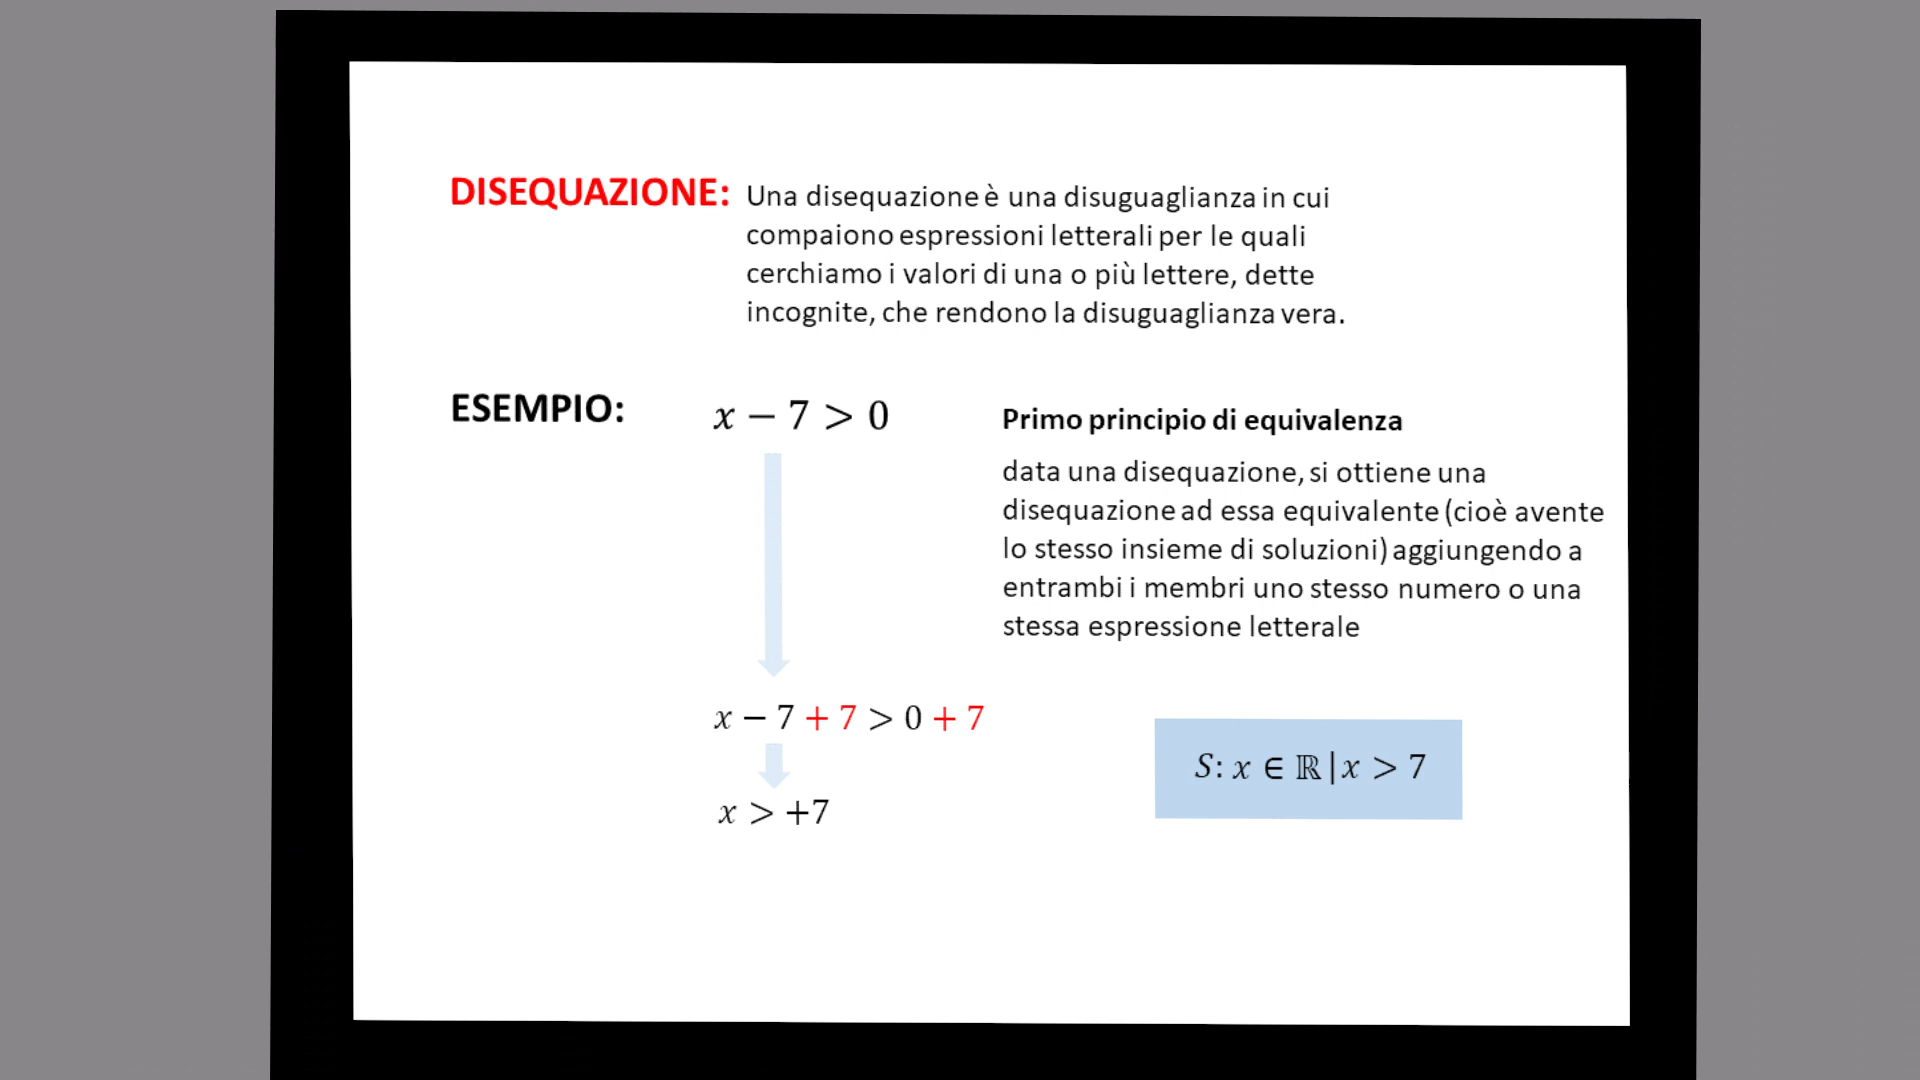 DISEQUAZIONE: Una disequazione è una disuguaglianza in cui
compaiono espressioni letterali per le quali
cerchiamo i valori di una o più lettere, dette
incognite, che rendono la disuguaglianza vera.
ESEMPIO: x − 7 > 0
Primo principio di equivalenza
data una disequazione, si ottiene una
disequazione ad essa equivalente (cioè avente
lo stesso insieme di soluzioni) aggiungendo a
entrambi i membri uno stesso numero o una
stessa espressione letterale
x − 7 + 7 > 0 + 7
x > +7
S: x ∈ ℝ | x > 7